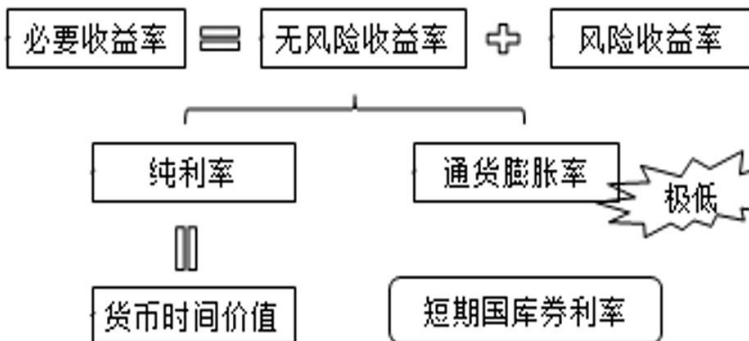 必要收益率 = 无风险收益率 + 风险收益率
纯利率 通货膨胀率 极低
货币时间价值 短期国库券利率